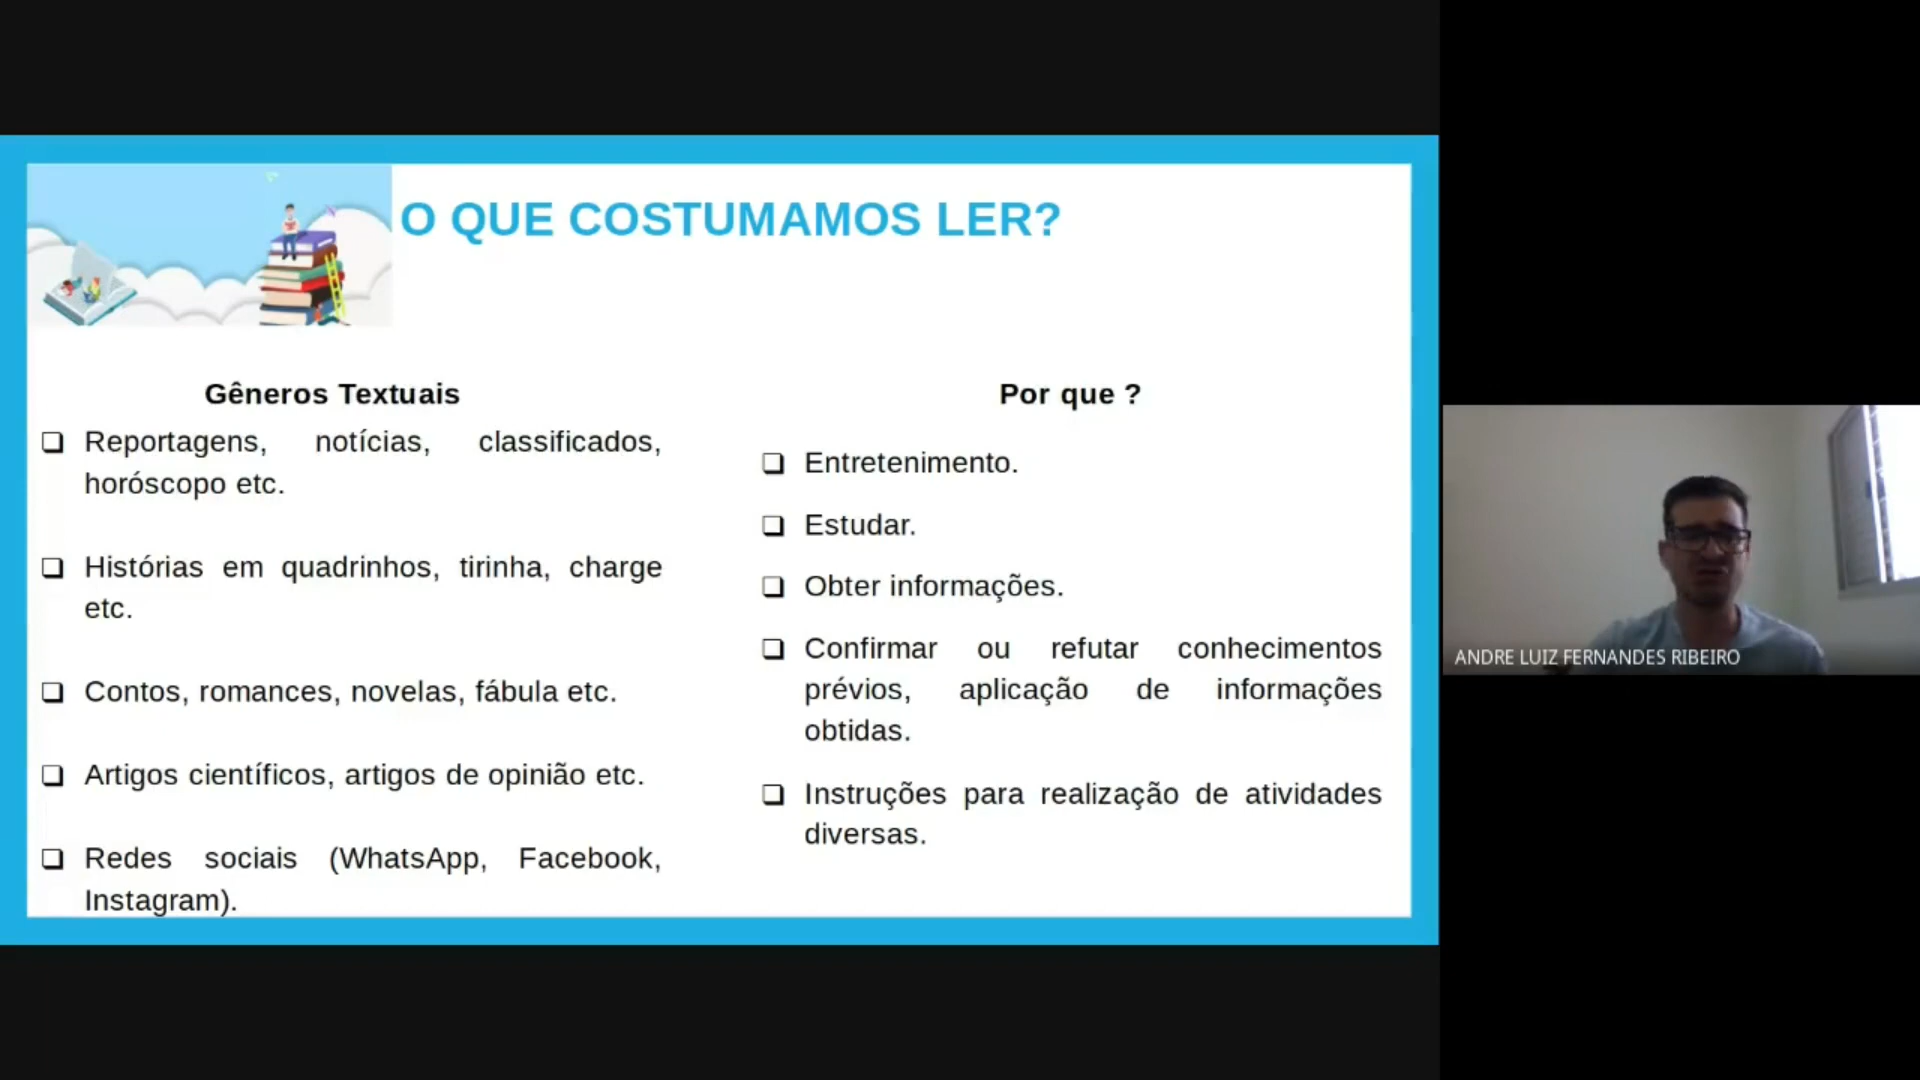 O QUE COSTUMAMOS LER?
Gêneros Textuais
Reportagens, notícias, classificados,
horóscopo etc.
Histórias em quadrinhos, tirinha, charge
etc.
Contos, romances, novelas, fábula etc.
Artigos científicos, artigos de opinião etc.
Redes sociais (WhatsApp, Facebook,
Instagram).
Por que ?
Entretenimento.
Estudar.
Obter informações.
Confirmar ou refutar conhecimentos
prévios, aplicação de informações
obtidas.
Instruções para realização de atividades
diversas.
ANDRE LUIZ FERNANDES RIBEIRO